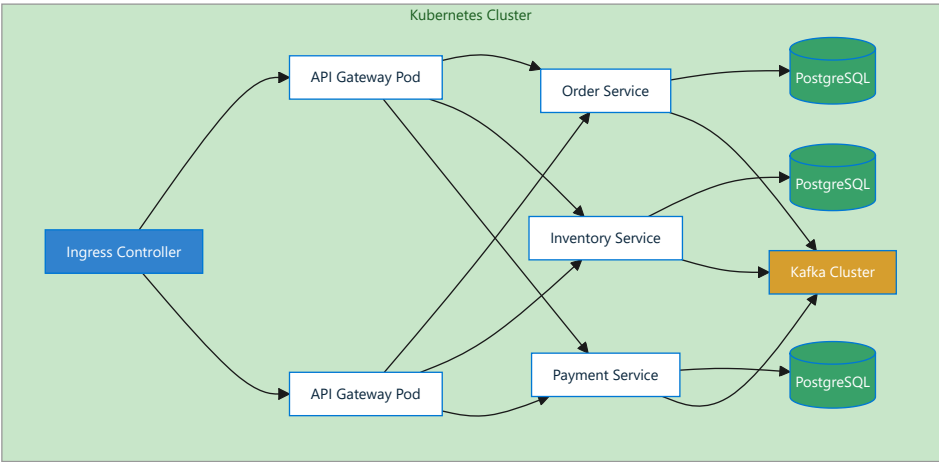 Kubernetes Cluster
API Gateway Pod
Order Service
PostgreSQL
PostgreSQL
Ingress Controller
Inventory Service
Kafka Cluster
API Gateway Pod
Payment Service
PostgreSQL